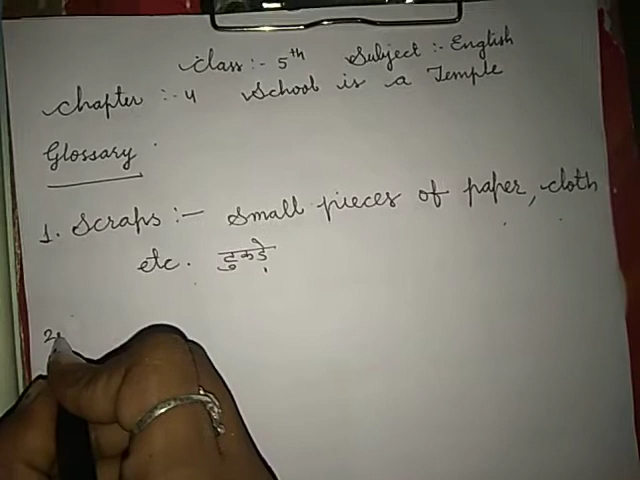 Class :- 5th Subject :- English
Chapter :- 4 School is a Temple
Glossary
1. Scraps :- Small pieces of paper, cloth
etc. टुकड़े
2.